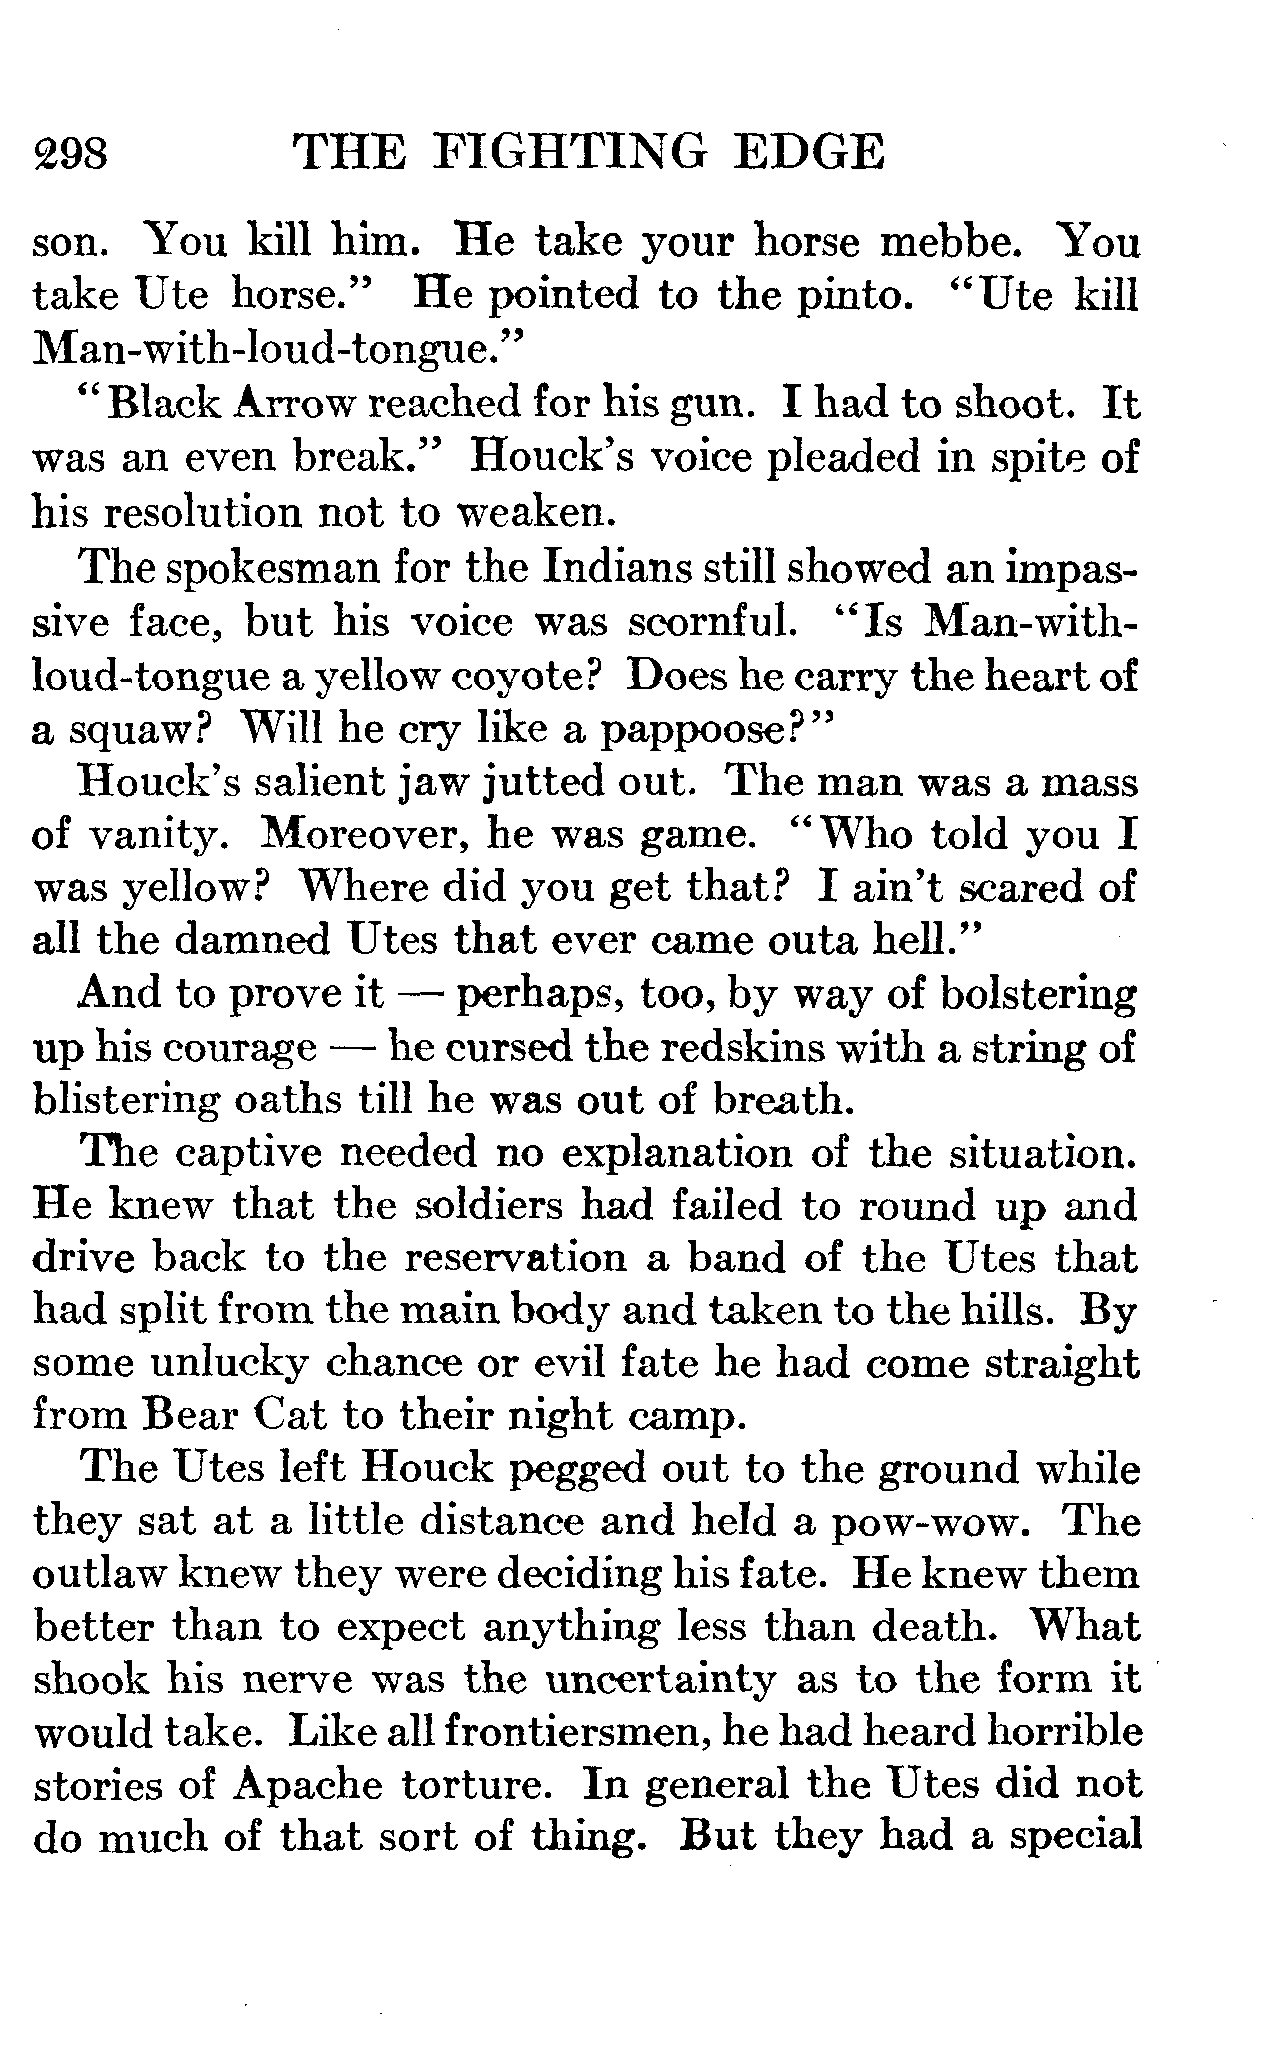 298 THE FIGHTING EDGE
son. You kill him. He take your horse mebbe. You
take Ute horse.” He pointed to the pinto. “Ute kill
Man-with-loud-tongue.”
“Black Arrow reached for his gun. I had to shoot. It
was an even break.” Houck’s voice pleaded in spite of
his resolution not to weaken.
The spokesman for the Indians still showed an impas-
sive face, but his voice was scornful. “Is Man-with-
loud-tongue a yellow coyote? Does he carry the heart of
a squaw? Will he cry like a pappoose?”
Houck’s salient jaw jutted out. The man was a mass
of vanity. Moreover, he was game. “Who told you I
was yellow? Where did you get that? I ain’t scared of
all the damned Utes that ever came outa hell.”
And to prove it — perhaps, too, by way of bolstering
up his courage — he cursed the redskins with a string of
blistering oaths till he was out of breath.
The captive needed no explanation of the situation.
He knew that the soldiers had failed to round up and
drive back to the reservation a band of the Utes that
had split from the main body and taken to the hills. By
some unlucky chance or evil fate he had come straight
from Bear Cat to their night camp.
The Utes left Houck pegged out to the ground while
they sat at a little distance and held a pow-wow. The
outlaw knew they were deciding his fate. He knew them
better than to expect anything less than death. What
shook his nerve was the uncertainty as to the form it
would take. Like all frontiersmen, he had heard horrible
stories of Apache torture. In general the Utes did not
do much of that sort of thing. But they had a special